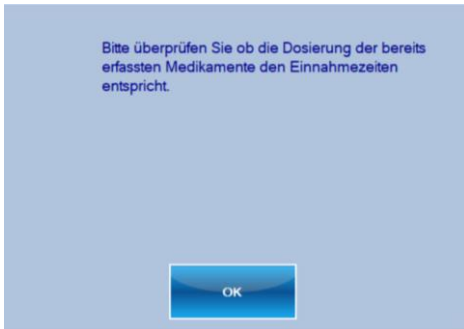 Bitte überprüfen Sie ob die Dosierung der bereits
erfassten Medikamente den Einnahmezeiten
entspricht.
OK